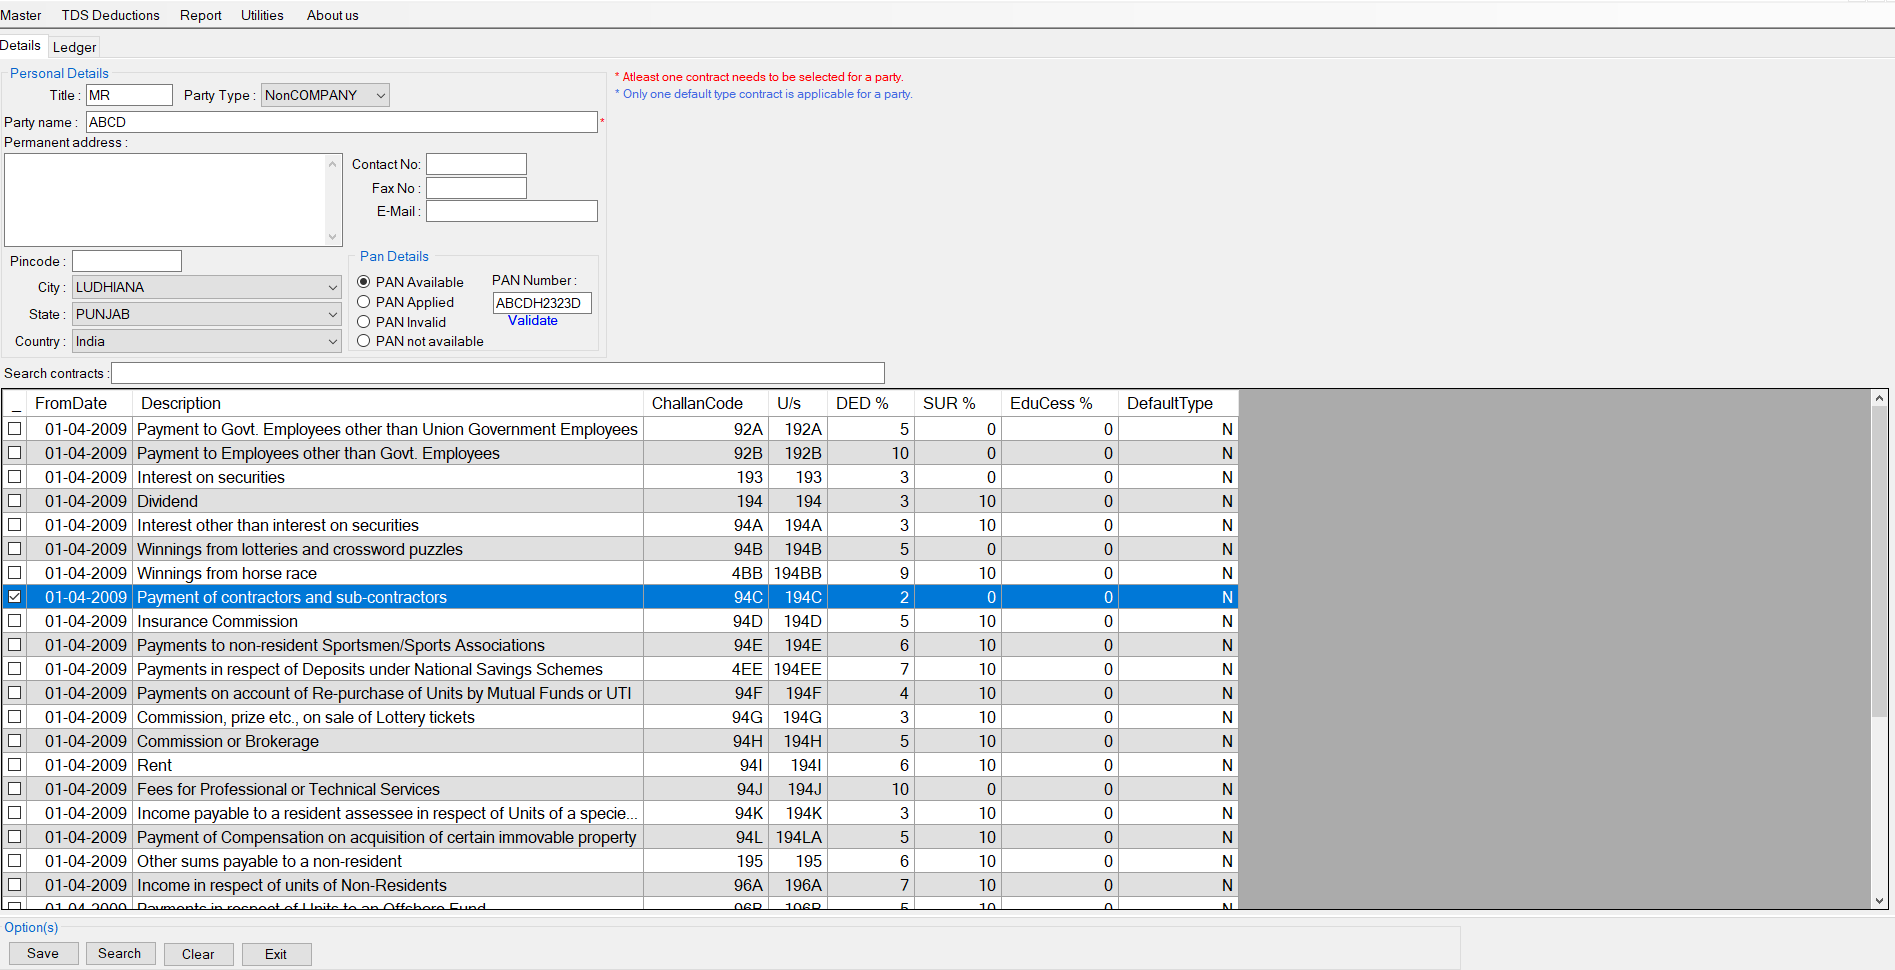 Master TDS Deductions Report Utilities About us
Details Ledger
Personal Details
Title : MR Party Type : NonCOMPANY
* Atleast one contract needs to be selected for a party.
* Only one default type contract is applicable for a party.
Party name : ABCD *
Permanent address :
Contact No:
Fax No :
E-Mail :
Pincode :
City : LUDHIANA
State : PUNJAB
Country : India
Pan Details
PAN Available PAN Number :
PAN Applied ABCDH2323D
PAN Invalid Validate
PAN not available
Search contracts :
_ FromDate Description ChallanCode U/s DED % SUR % EduCess % DefaultType
01-04-2009 Payment to Govt. Employees other than Union Government Employees 92A 192A 5 0 0 N
01-04-2009 Payment to Employees other than Govt. Employees 92B 192B 10 0 0 N
01-04-2009 Interest on securities 193 193 3 0 0 N
01-04-2009 Dividend 194 194 3 10 0 N
01-04-2009 Interest other than interest on securities 94A 194A 3 10 0 N
01-04-2009 Winnings from lotteries and crossword puzzles 94B 194B 5 0 0 N
01-04-2009 Winnings from horse race 4BB 194BB 9 10 0 N
01-04-2009 Payment of contractors and sub-contractors 94C 194C 2 0 0 N
01-04-2009 Insurance Commission 94D 194D 5 10 0 N
01-04-2009 Payments to non-resident Sportsmen/Sports Associations 94E 194E 6 10 0 N
01-04-2009 Payments in respect of Deposits under National Savings Schemes 4EE 194EE 7 10 0 N
01-04-2009 Payments on account of Re-purchase of Units by Mutual Funds or UTI 94F 194F 4 10 0 N
01-04-2009 Commission, prize etc., on sale of Lottery tickets 94G 194G 3 10 0 N
01-04-2009 Commission or Brokerage 94H 194H 5 10 0 N
01-04-2009 Rent 94I 194I 6 10 0 N
01-04-2009 Fees for Professional or Technical Services 94J 194J 10 0 0 N
01-04-2009 Income payable to a resident assessee in respect of Units of a specie... 94K 194K 3 10 0 N
01-04-2009 Payment of Compensation on acquisition of certain immovable property 94L 194LA 5 10 0 N
01-04-2009 Other sums payable to a non-resident 195 195 6 10 0 N
01-04-2009 Income in respect of units of Non-Residents 96A 196A 7 10 0 N
01-04-2009 Payments in respect of Units to an Offshore Fund 96B 196B 5 10 0 N
Option(s)
Save Search Clear Exit